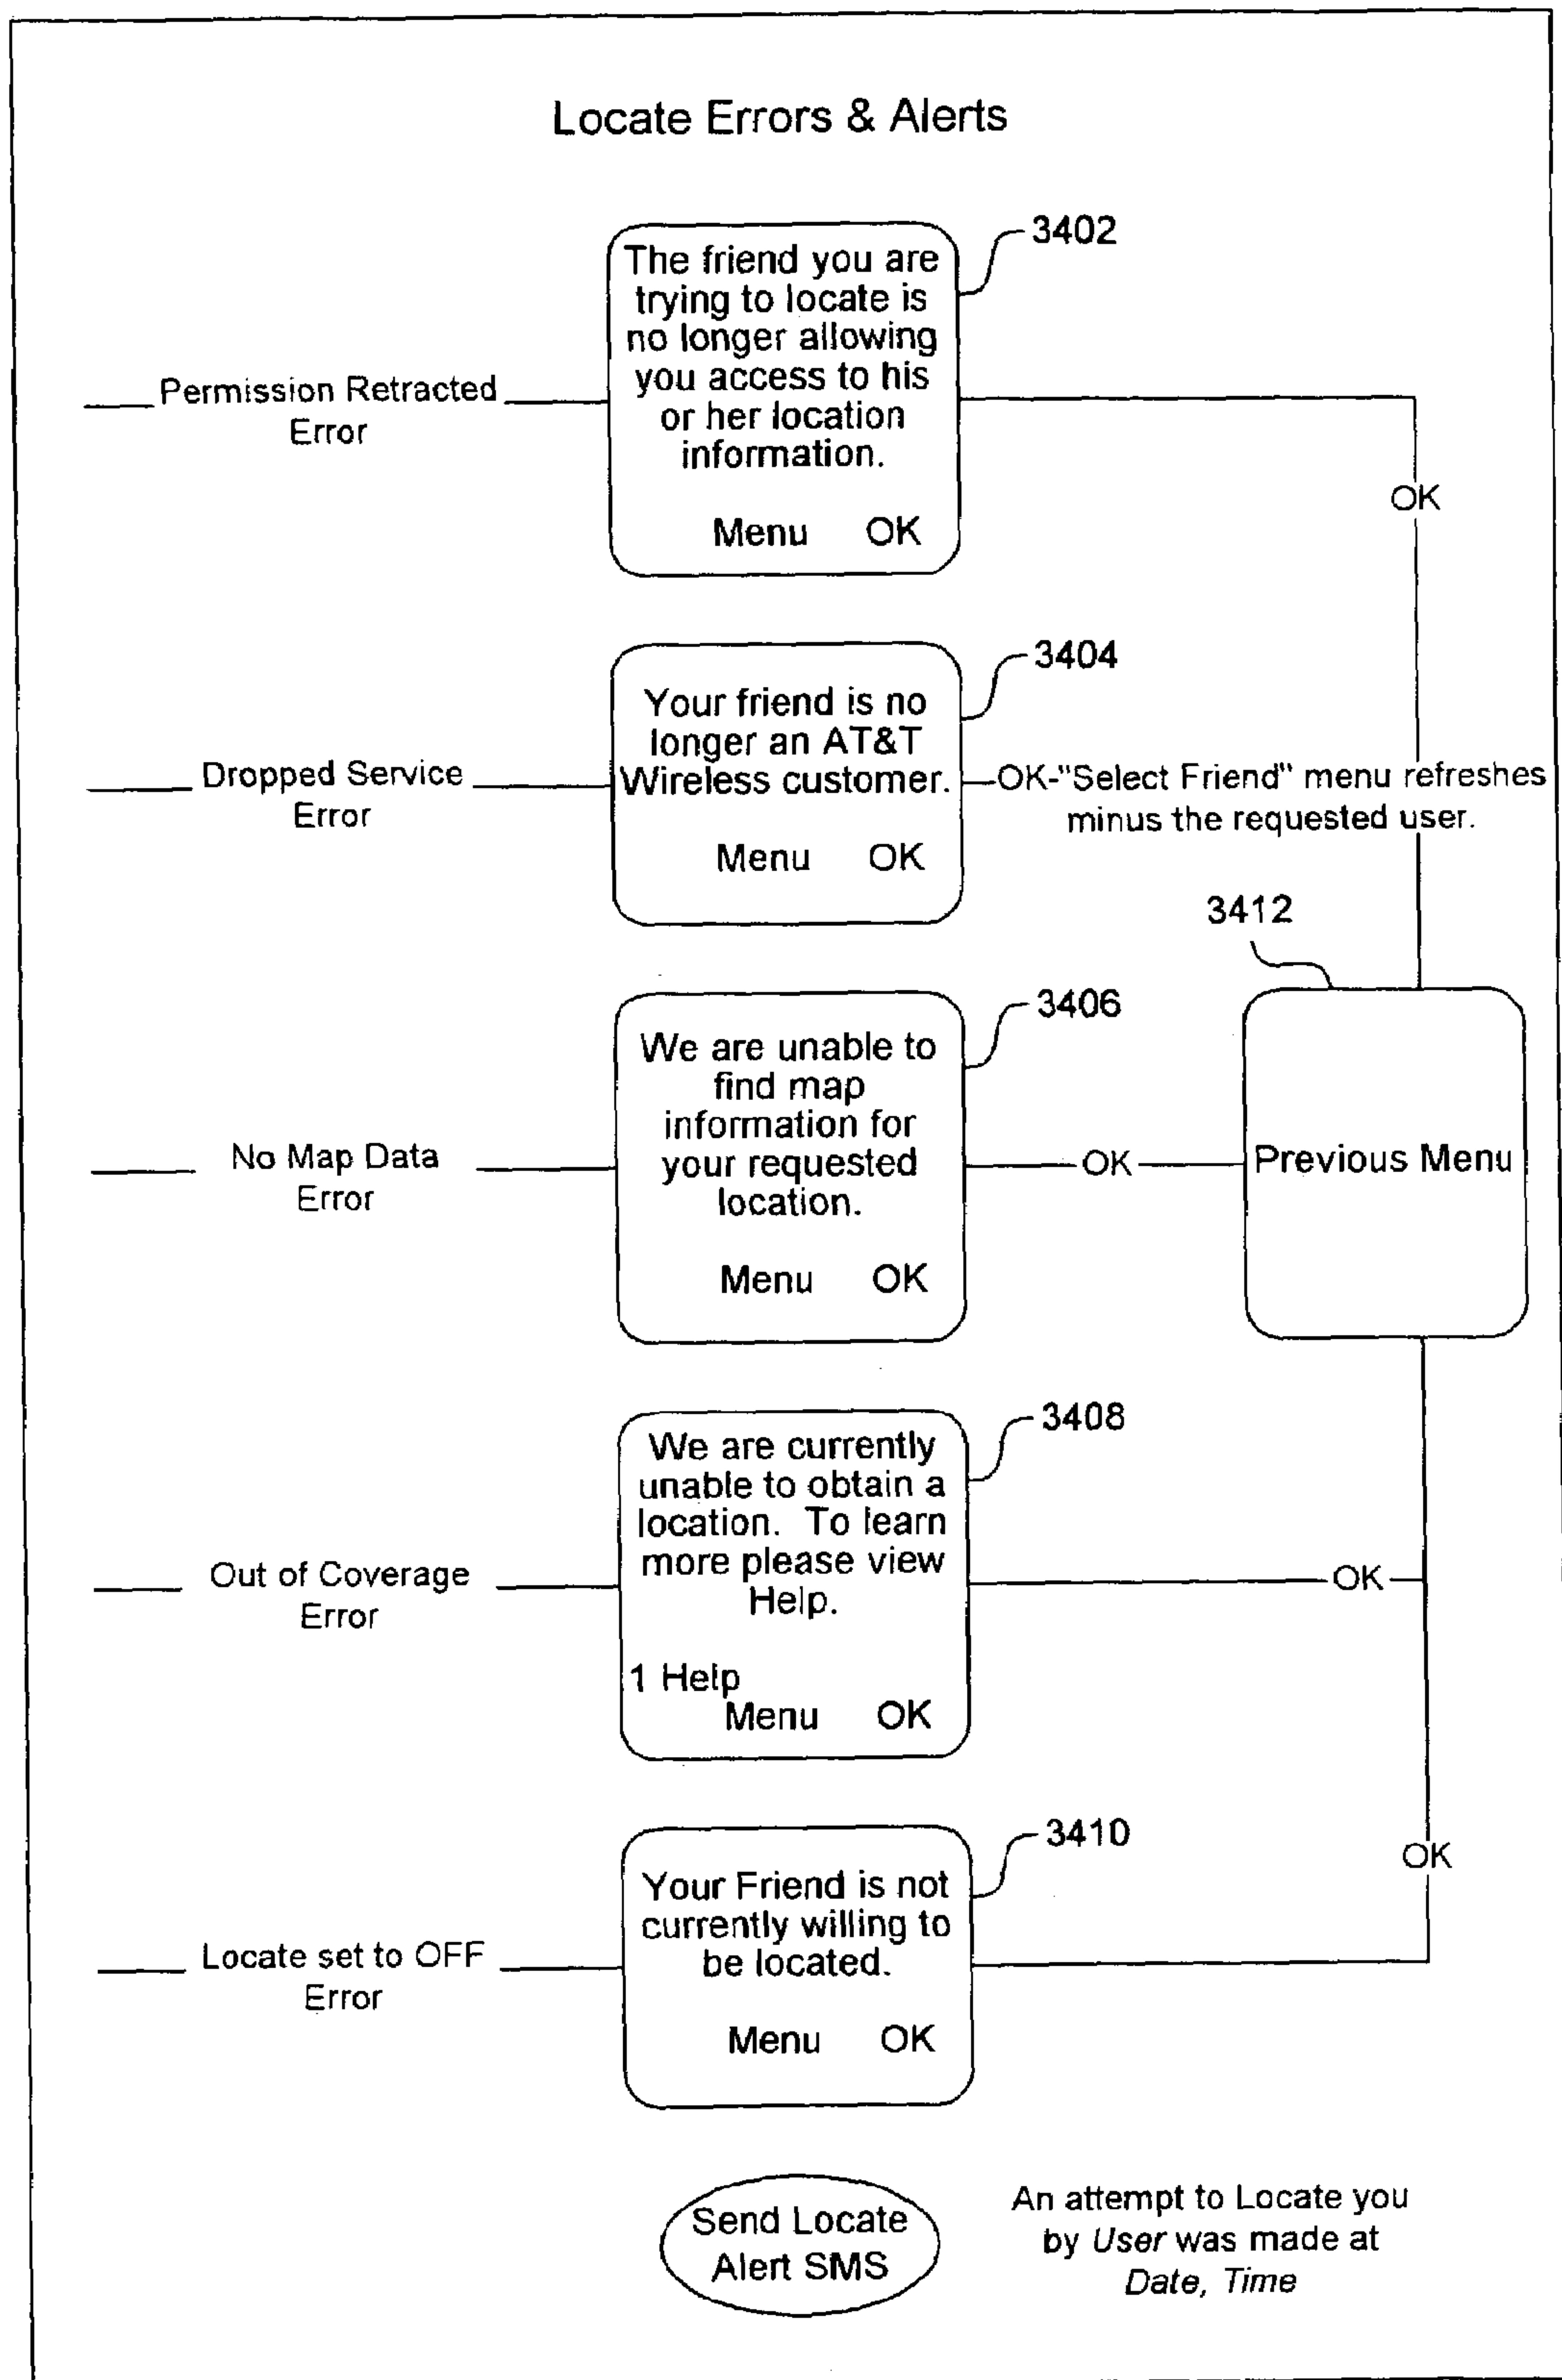 Locate Errors & Alerts
3402
The friend you are
trying to locate is
no longer allowing
you access to his
or her location
information.
Menu OK
Permission Retracted
Error
OK
3404
Your friend is no
longer an AT&T
Wireless customer.
Menu OK
Dropped Service
Error
OK-"Select Friend" menu refreshes
minus the requested user.
3412
3406
We are unable to
find map
information for
your requested
location.
Menu OK
No Map Data
Error
OK
Previous Menu
3408
We are currently
unable to obtain a
location. To learn
more please view
Help.
1 Help
Menu OK
Out of Coverage
Error
OK
3410
Your Friend is not
currently willing to
be located.
Menu OK
Locate set to OFF
Error
OK
Send Locate
Alert SMS
An attempt to Locate you
by User was made at
Date, Time